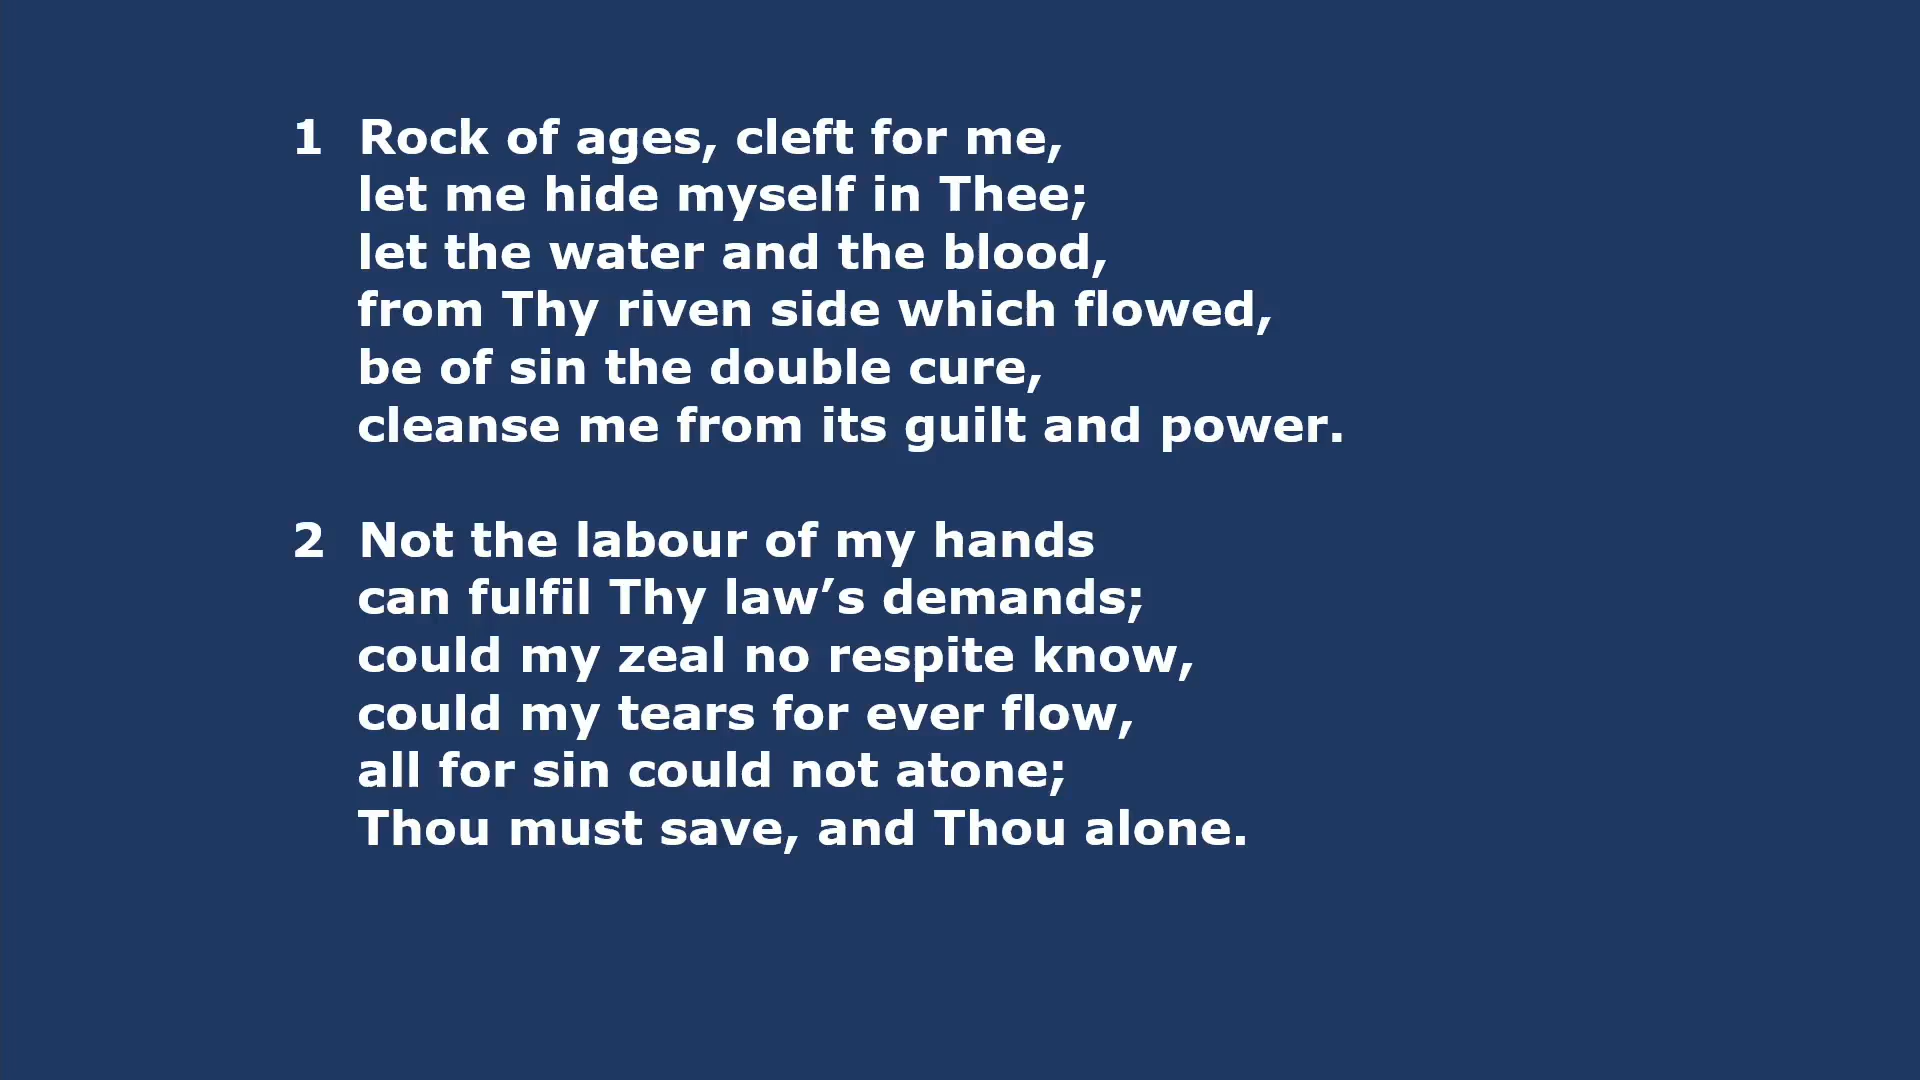 1 Rock of ages, cleft for me,
let me hide myself in Thee;
let the water and the blood,
from Thy riven side which flowed,
be of sin the double cure,
cleanse me from its guilt and power.
2 Not the labour of my hands
can fulfil Thy law’s demands;
could my zeal no respite know,
could my tears for ever flow,
all for sin could not atone;
Thou must save, and Thou alone.